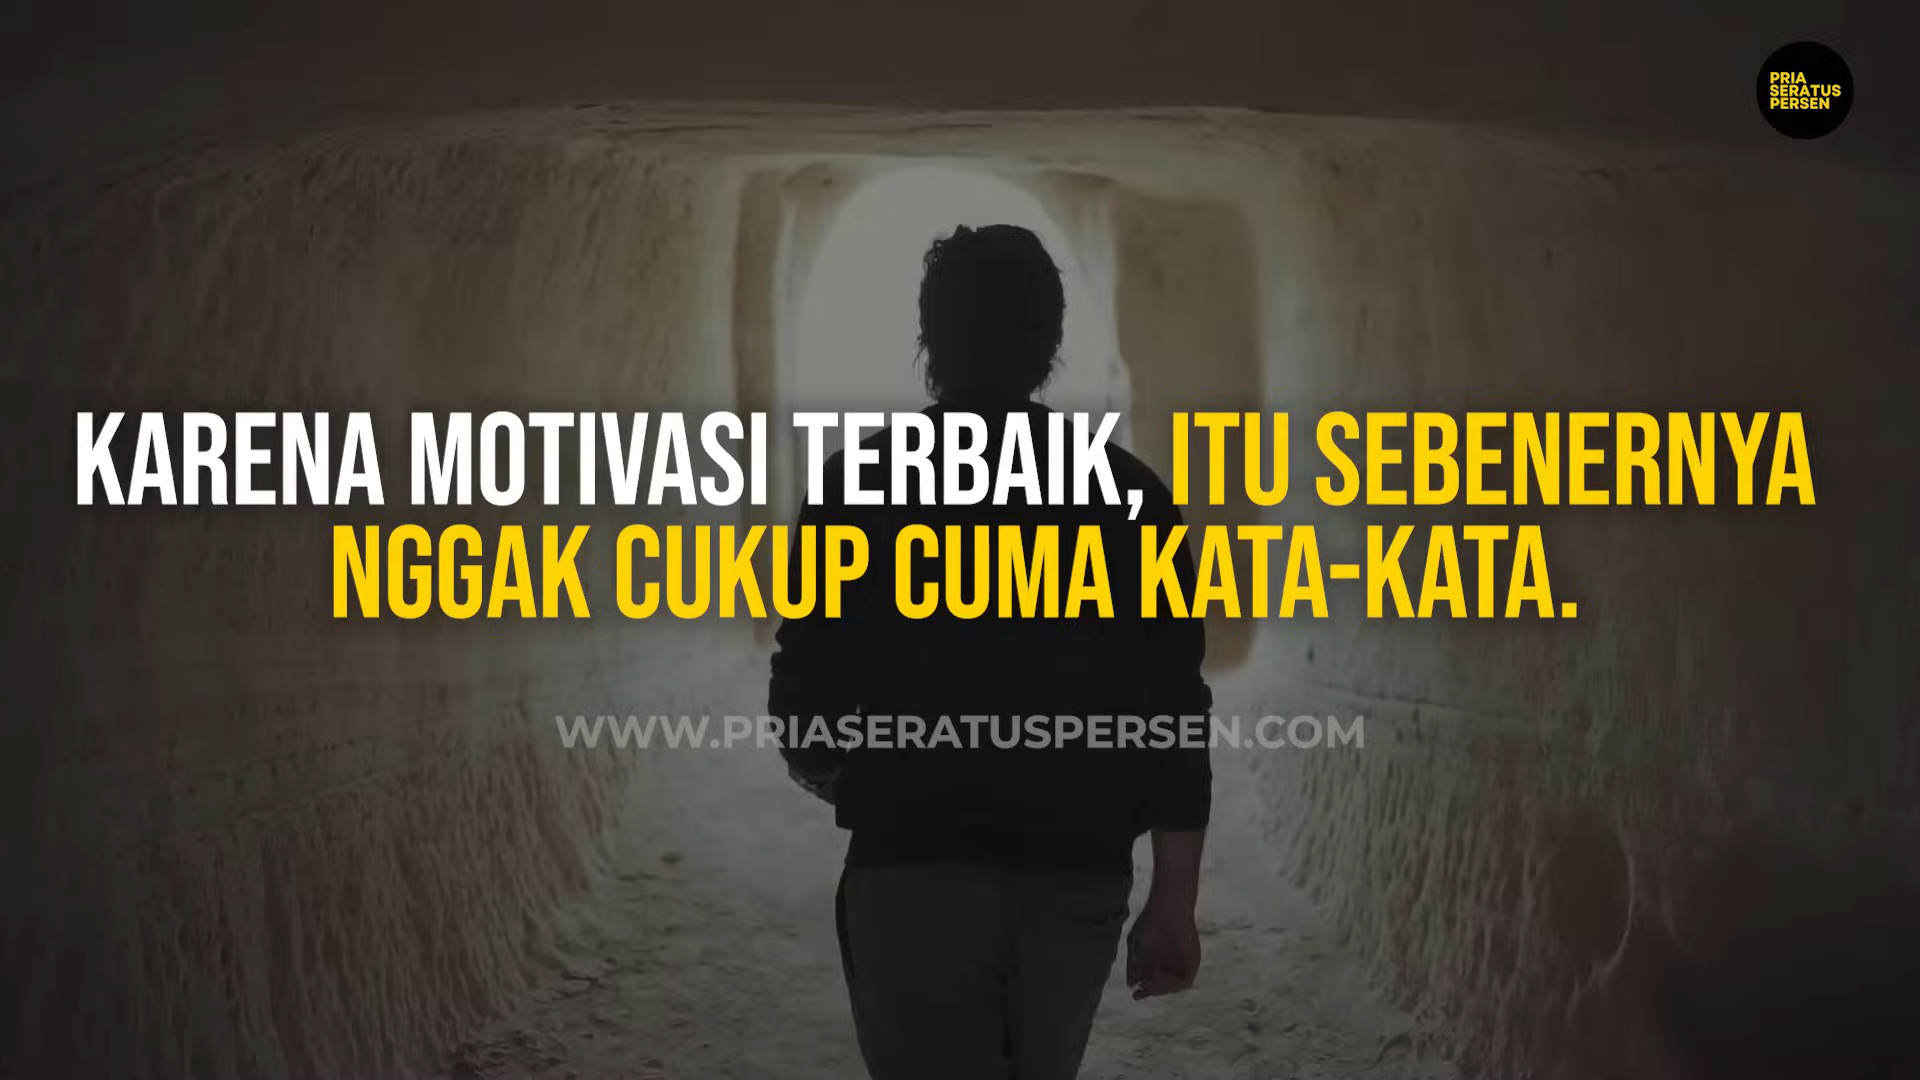 PRIA
SERATUS
PERSEN
KARENA MOTIVASI TERBAIK, ITU SEBENERNYA
NGGAK CUKUP CUMA KATA-KATA.
WWW.PRIASERATUSPERSEN.COM